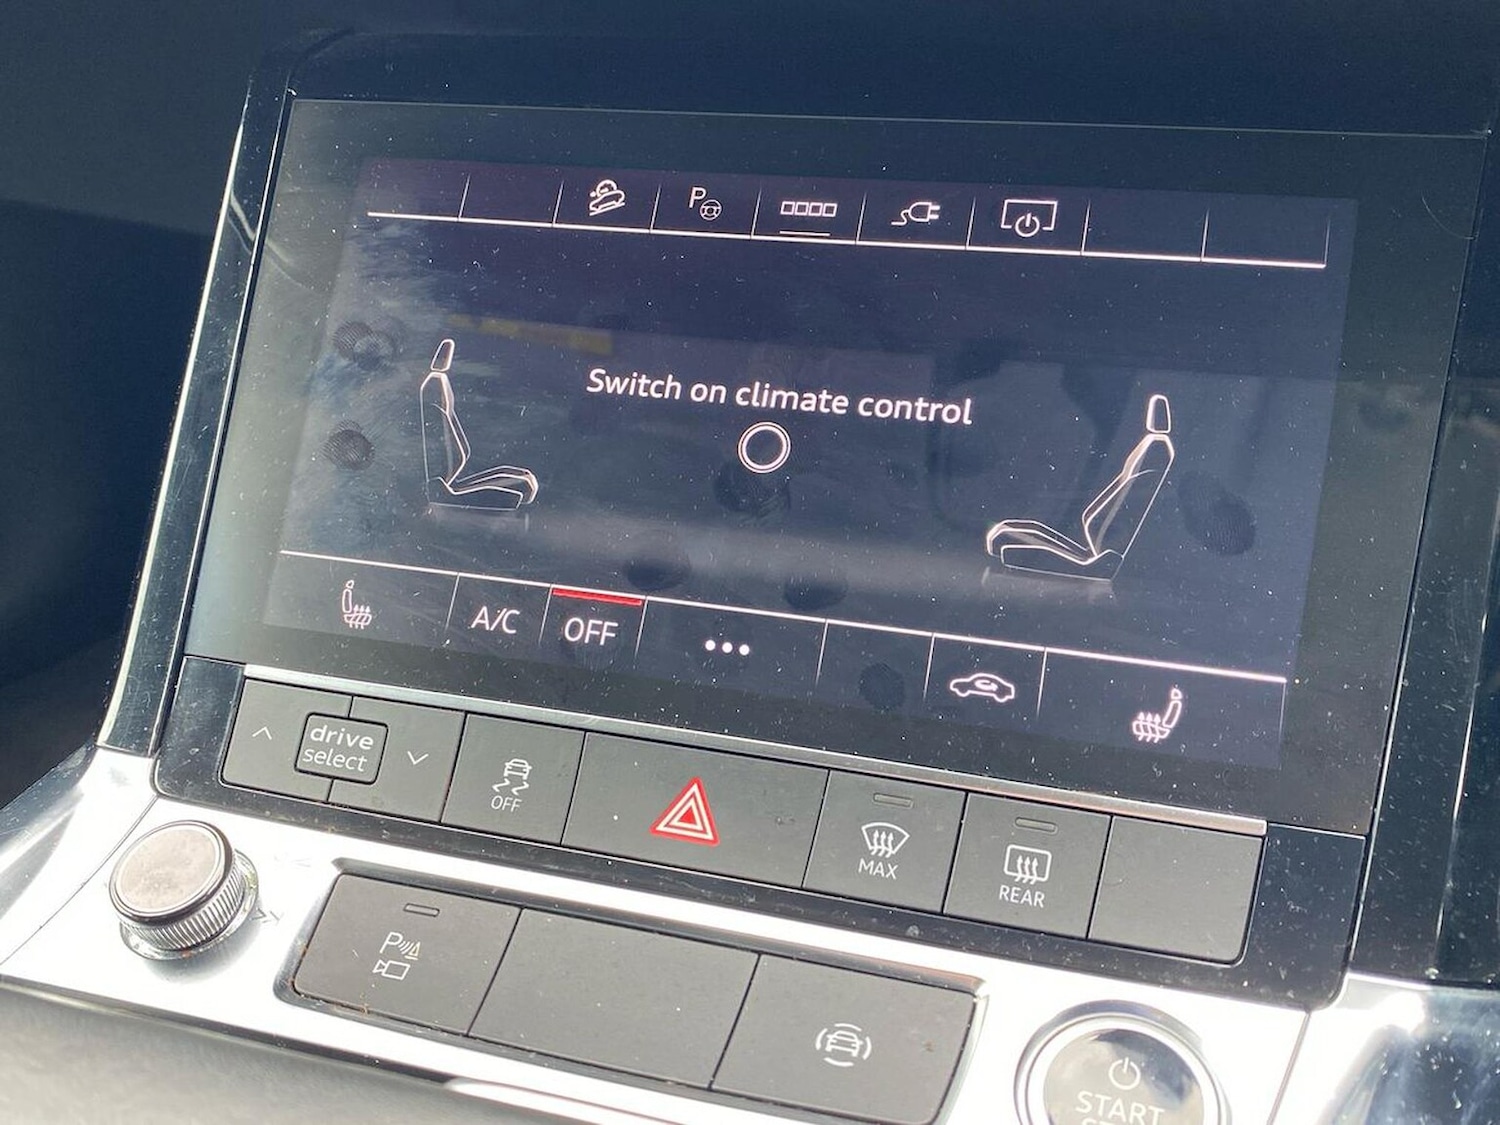 P
Switch on climate control
A/C
OFF
drive
select
OFF
MAX
REAR
P
START